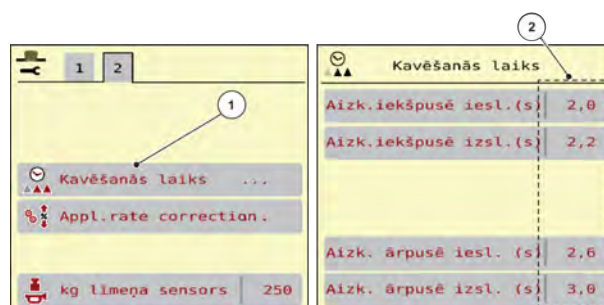 1 2
1
Kavēšanās laiks ...
Appl.rate correction.
kg līmeņa sensors 250
2
Kavēšanās laiks
Aizk.iekšpusē iesl.(s) 2,0
Aizk.iekšpusē izsl.(s) 2,2
Aizk. ārpusē iesl. (s) 2,6
Aizk. ārpusē izsl. (s) 3,0